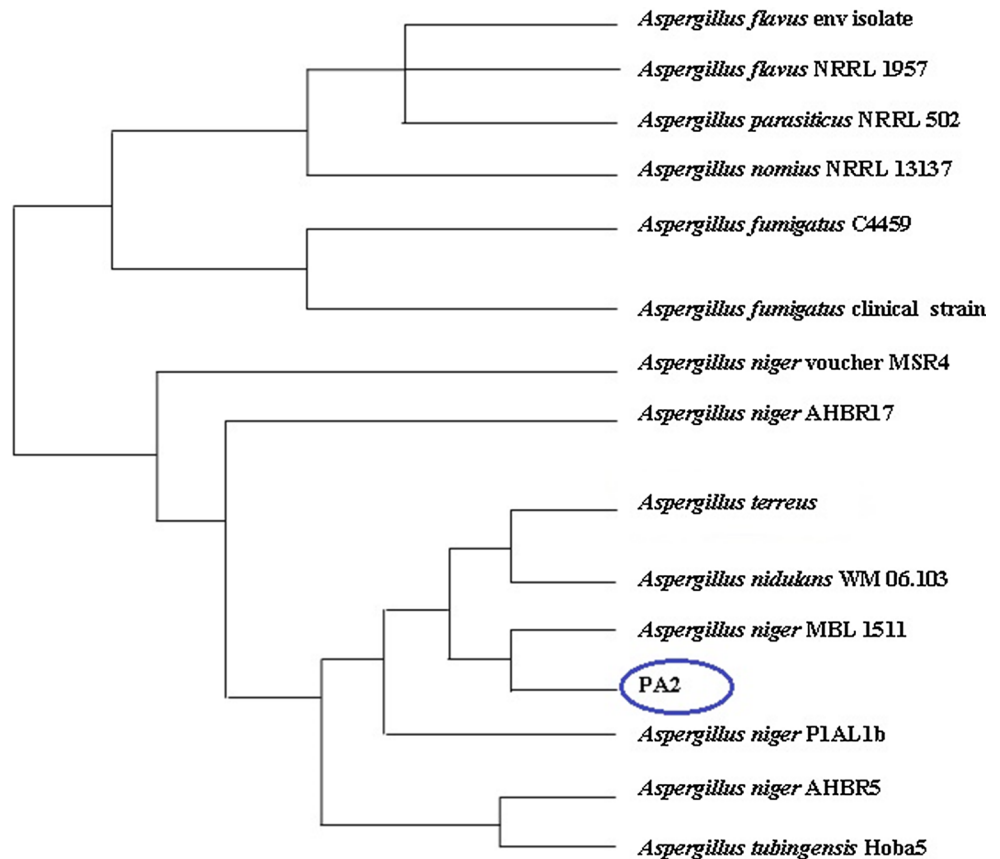 Aspergillus flavus env isolate
Aspergillus flavus NRRL 1957
Aspergillus parasiticus NRRL 502
Aspergillus nomius NRRL 13137
Aspergillus fumigatus C4459
Aspergillus fumigatus clinical strain
Aspergillus niger voucher MSR4
Aspergillus niger AHBR17
Aspergillus terreus
Aspergillus nidulans WM 06.103
Aspergillus niger MBL 1511
PA2
Aspergillus niger P1AL1b
Aspergillus niger AHBR5
Aspergillus tubingensis Hoba5